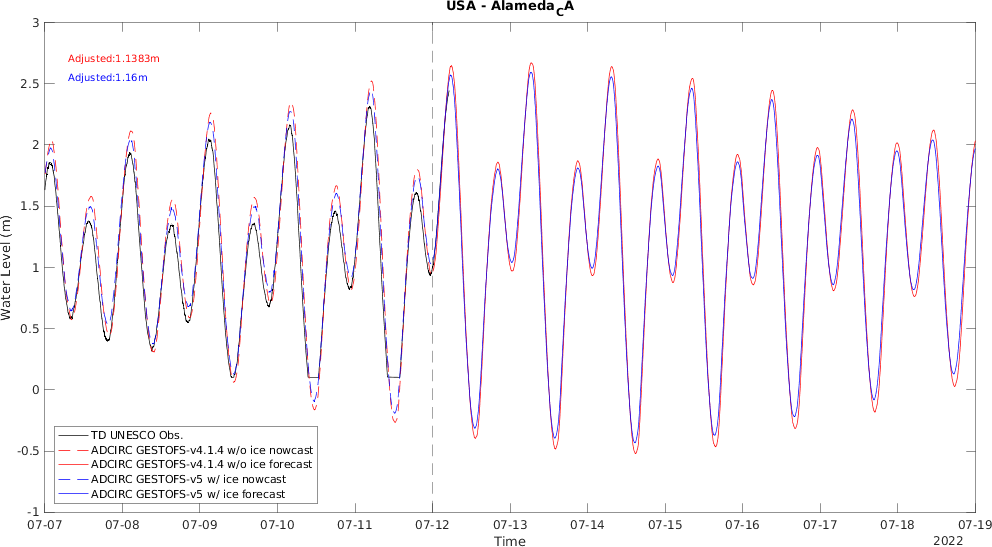 USA - Alameda_CA
Adjusted:1.1383m
Adjusted:1.16m
3
2.5
2
1.5
1
0.5
0
-0.5
-1
Water Level (m)
TD UNESCO Obs.
ADCIRC GESTOFS-v4.1.4 w/o ice nowcast
ADCIRC GESTOFS-v4.1.4 w/o ice forecast
ADCIRC GESTOFS-v5 w/ ice nowcast
ADCIRC GESTOFS-v5 w/ ice forecast
07-07 07-08 07-09 07-10 07-11 07-12 07-13 07-14 07-15 07-16 07-17 07-18 07-19
Time
2022